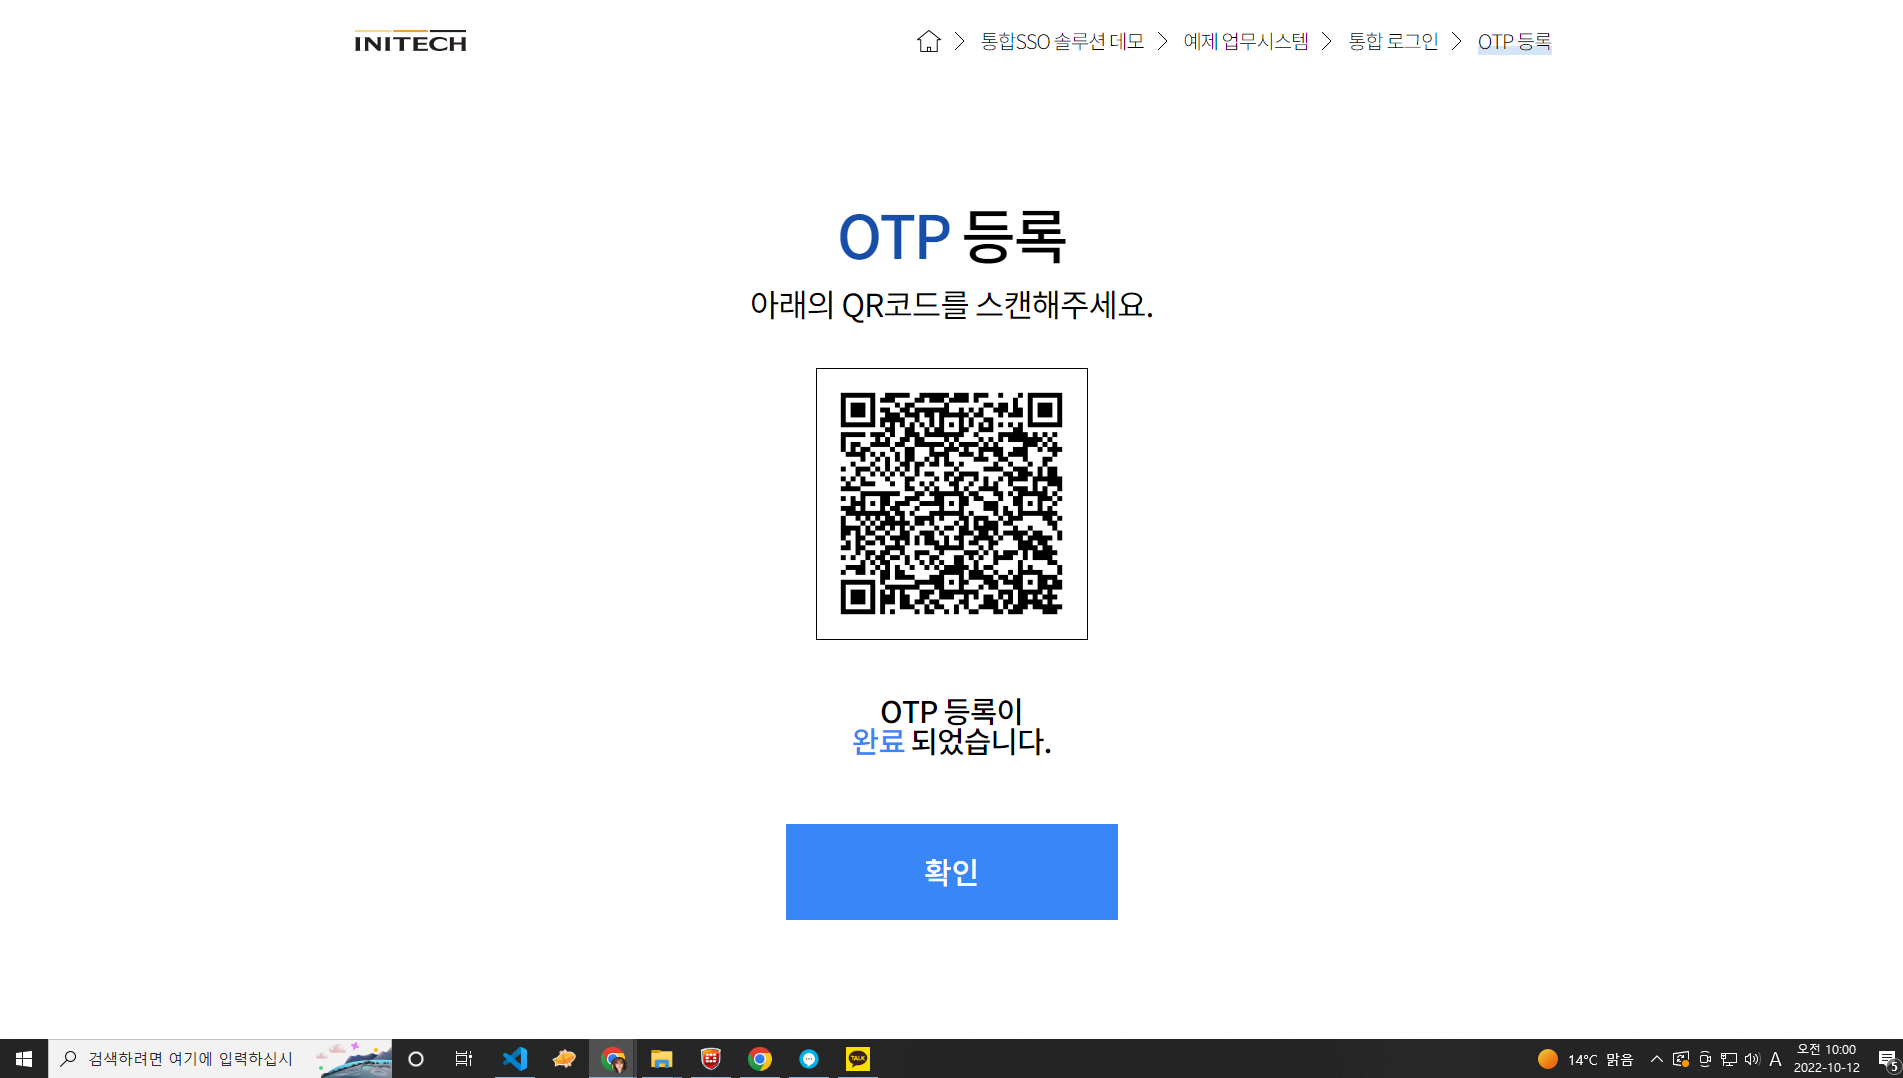 INITECH
통합SSO 솔루션 데모
예제 업무시스템
통합 로그인
OTP 등록
OTP 등록
아래의 QR코드를 스캔해주세요.
OTP 등록이
완료 되었습니다.
확인
검색하려면 여기에 입력하십시
TALK
14°C 맑음
A
오전 10:00
2022-10-12
5